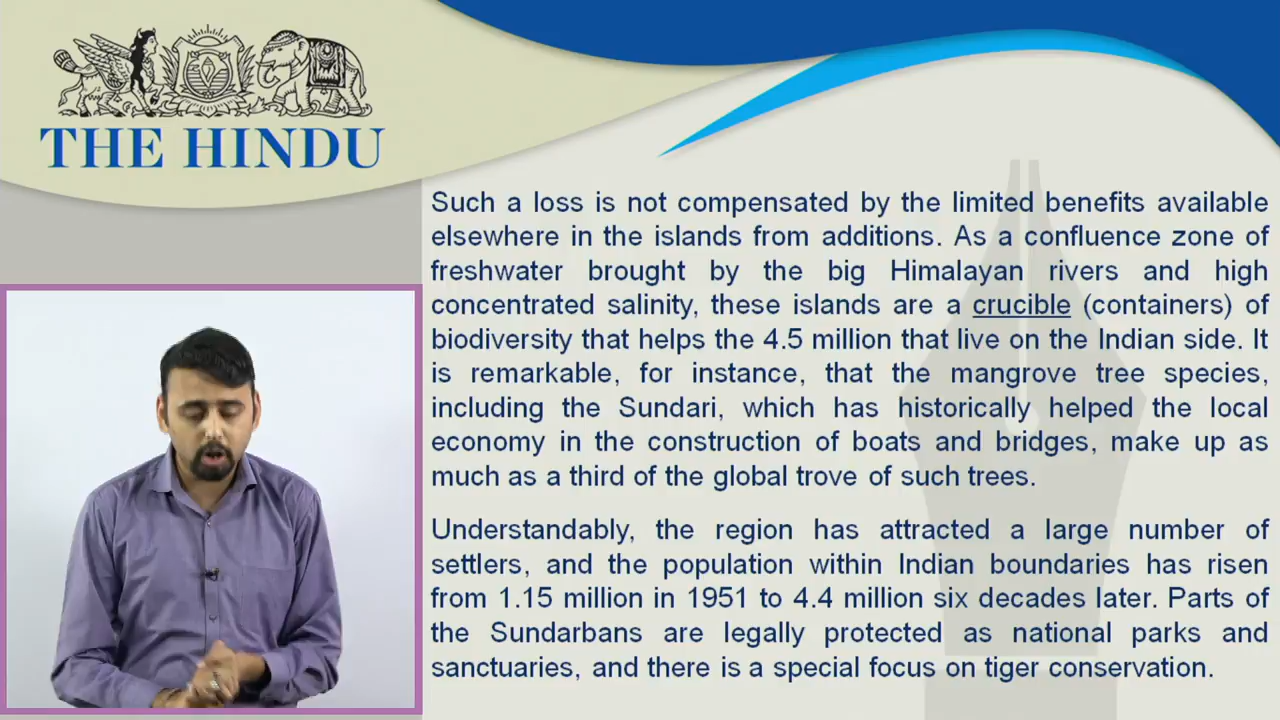 THE HINDU
Such a loss is not compensated by the limited benefits available
elsewhere in the islands from additions. As a confluence zone of
freshwater brought by the big Himalayan rivers and high
concentrated salinity, these islands are a crucible (containers) of
biodiversity that helps the 4.5 million that live on the Indian side. It
is remarkable, for instance, that the mangrove tree species,
including the Sundari, which has historically helped the local
economy in the construction of boats and bridges, make up as
much as a third of the global trove of such trees.
Understandably, the region has attracted a large number of
settlers, and the population within Indian boundaries has risen
from 1.15 million in 1951 to 4.4 million six decades later. Parts of
the Sundarbans are legally protected as national parks and
sanctuaries, and there is a special focus on tiger conservation.